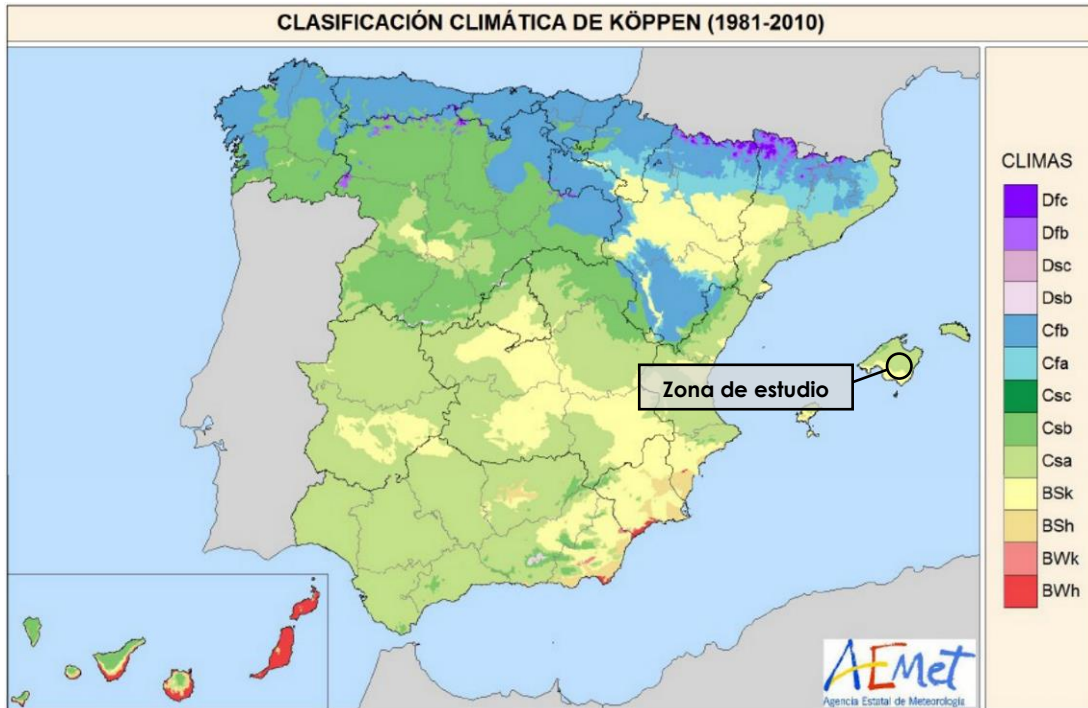 CLASIFICACIÓN CLIMÁTICA DE KÖPPEN (1981-2010)
CLIMAS
Dfc
Dfb
Dsc
Dsb
Cfb
Cfa
Csc
Csb
Csa
BSk
BSh
BWk
BWh
Zona de estudio
AEMet
Agencia Estatal de Meteorología